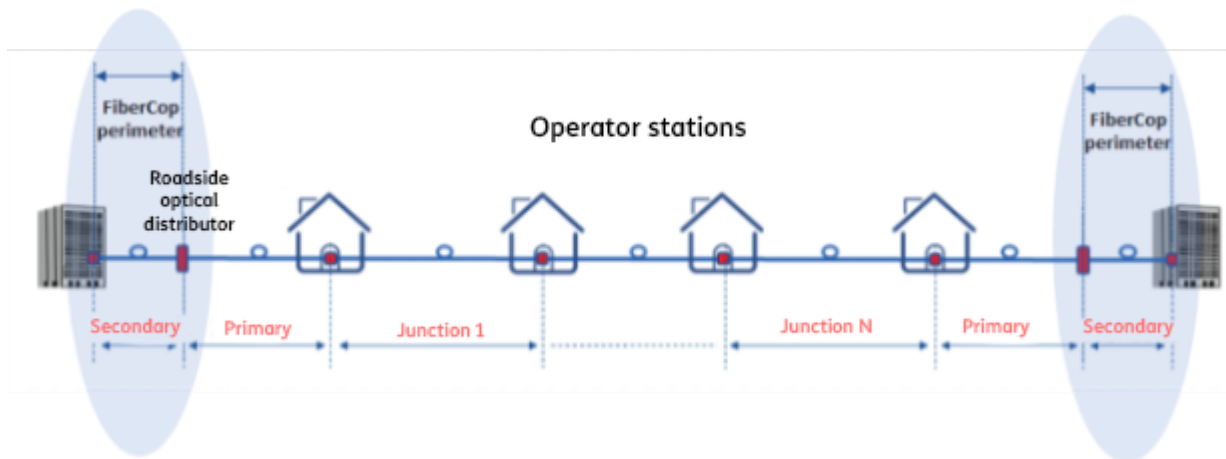 FiberCop
perimeter
Operator stations
FiberCop
perimeter
Roadside
optical
distributor
Secondary
Primary
Junction 1
Junction N
Primary
Secondary